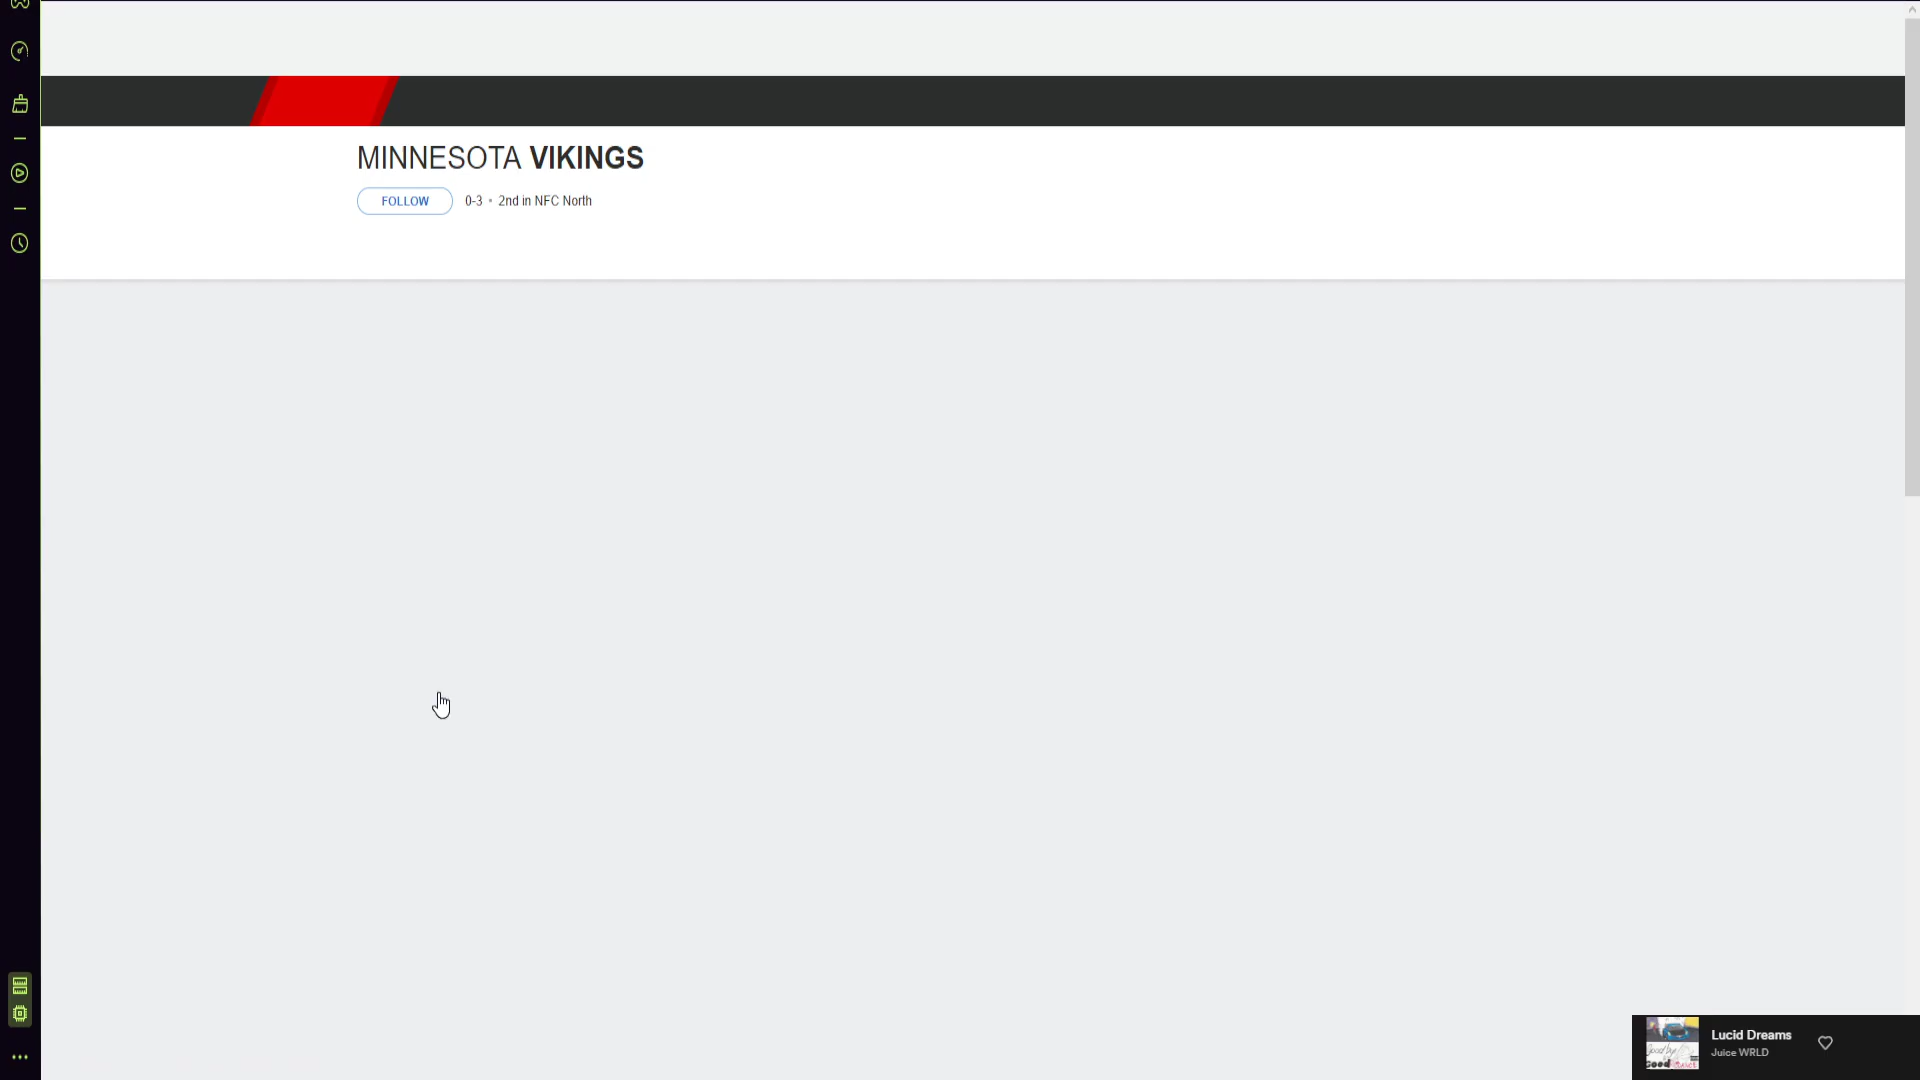 MINNESOTA VIKINGS
FOLLOW 0-3 • 2nd in NFC North
Lucid Dreams
Juice WRLD